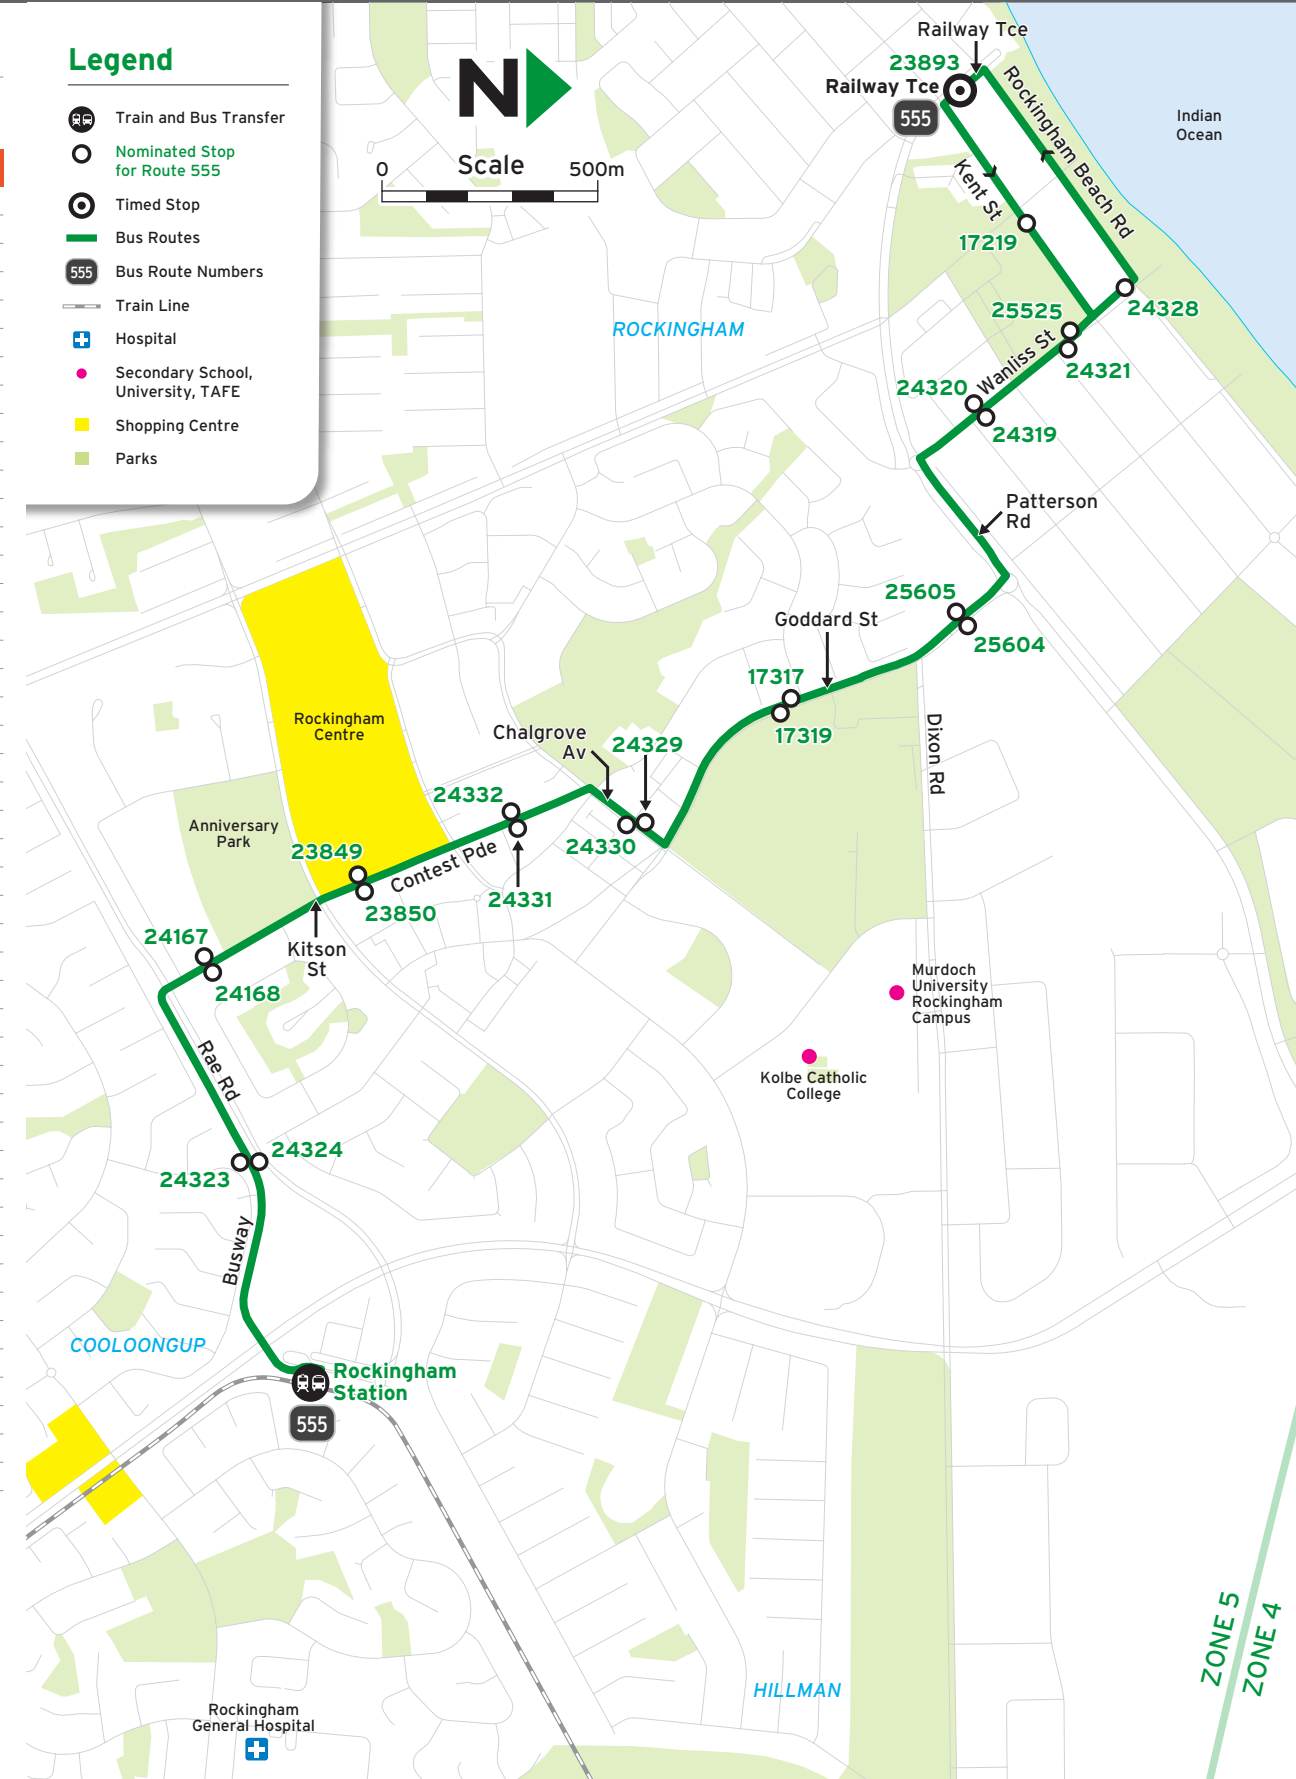 Legend
Train and Bus Transfer
Nominated Stop
for Route 555
Timed Stop
Bus Routes
555
Bus Route Numbers
Train Line
Hospital
Secondary School,
University, TAFE
Shopping Centre
Parks
N
Scale
0
500m
Railway Tce
23893
Railway Tce
555
Rockingham Beach Rd
Indian
Ocean
Kent St
17219
24328
25525
Wanliss St
24321
24320
24319
ROCKINGHAM
Patterson
Rd
25605
25604
Goddard St
17317
17319
Dixon Rd
Chalgrove
Av
24329
24330
24332
24331
Rockingham
Centre
Anniversary
Park
23849
23850
Contest Pde
Kitson
St
24167
24168
Murdoch
University
Rockingham
Campus
Kolbe Catholic
College
Rae Rd
24324
24323
Busway
COOLOONGUP
Rockingham
Station
555
HILLMAN
ZONE 5
ZONE 4
Rockingham
General Hospital